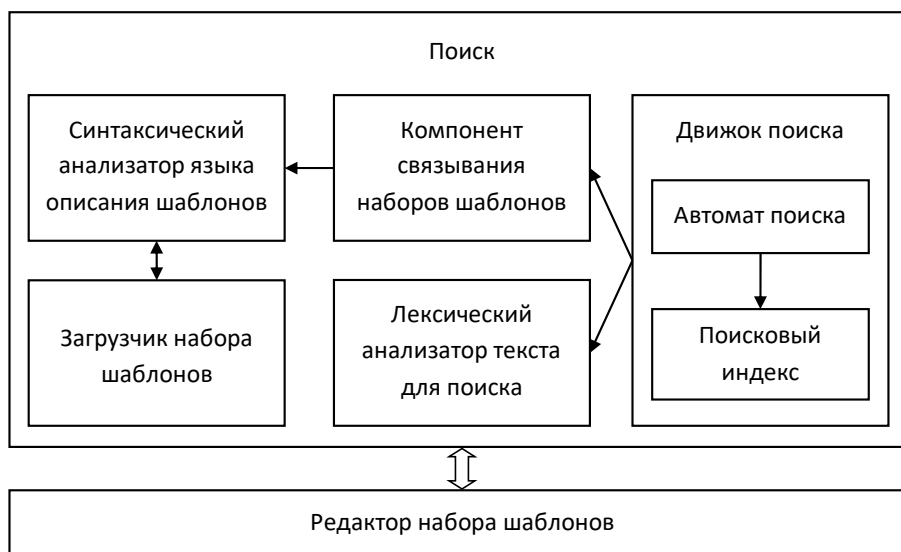 Поиск
Синтаксический
анализатор языка
описания шаблонов
Компонент
связывания
наборов шаблонов
Движок поиска
Автомат поиска
Поисковый
индекс
Загрузчик набора
шаблонов
Лексический
анализатор текста
для поиска
Редактор набора шаблонов